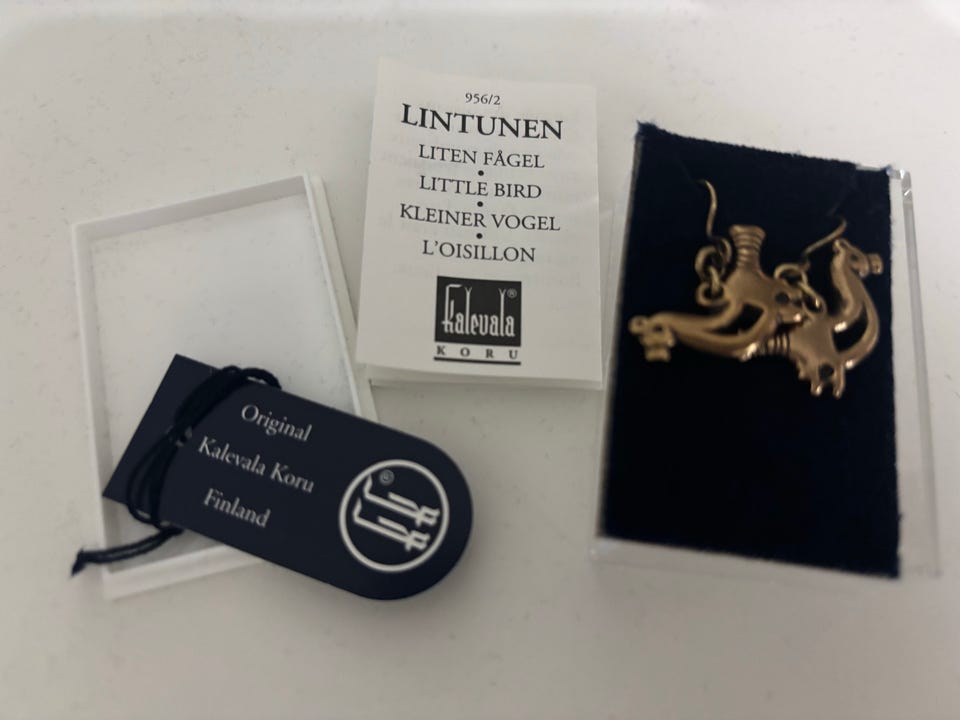 956/2
LINTUNEN
LITEN FÅGEL
•
LITTLE BIRD
•
KLEINER VOGEL
•
L'OISILLON
Kalevala®
KORU
Original
Kalevala Koru
Finland
®